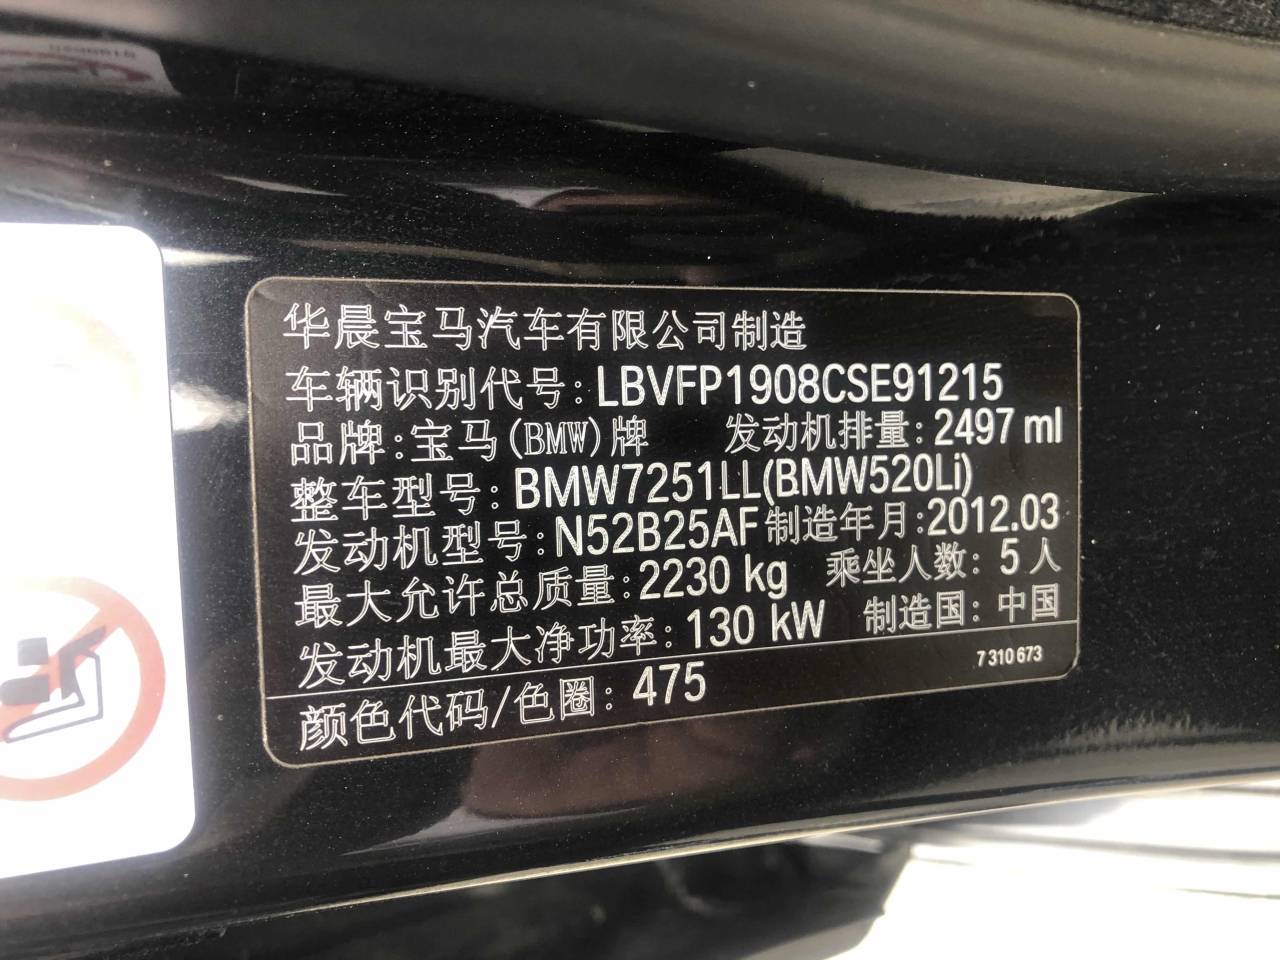 华晨宝马汽车有限公司制造
车辆识别代号: LBVFP1908CSE91215
品牌: 宝马(BMW)牌 发动机排量: 2497 ml
整车型号: BMW7251LL(BMW520Li)
发动机型号: N52B25AF 制造年月: 2012.03
最大允许总质量: 2230 kg 乘坐人数: 5人
发动机最大净功率: 130 kW 制造国: 中国
7 310 673
颜色代码/色圈: 475